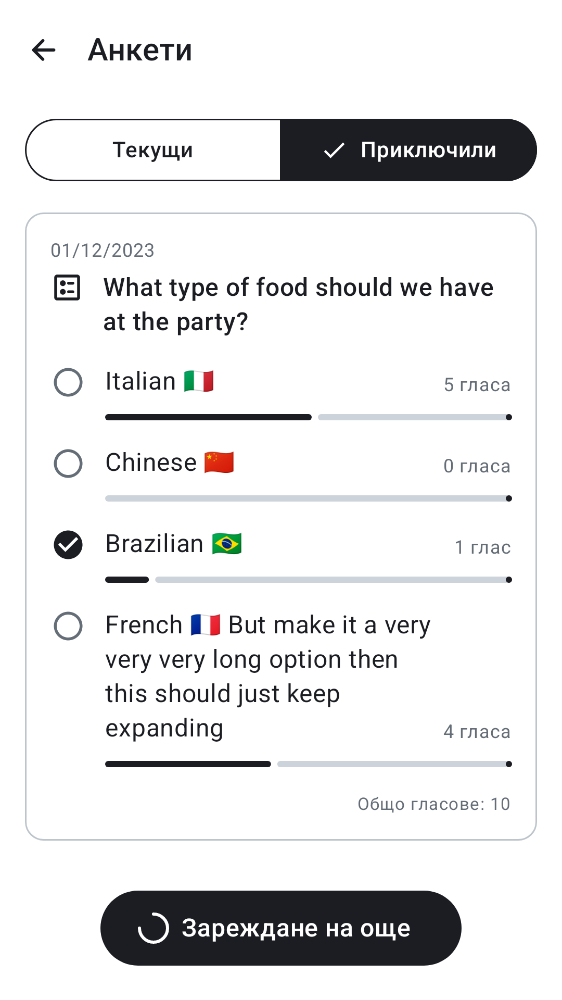 Анкети
Текущи
Приключили
01/12/2023
What type of food should we have
at the party?
Italian 🇮🇹
5 гласа
Chinese 🇨🇳
0 гласа
Brazilian 🇧🇷
1 глас
French 🇫🇷 But make it a very
very very long option then
this should just keep
expanding
4 гласа
Общо гласове: 10
Зареждане на още